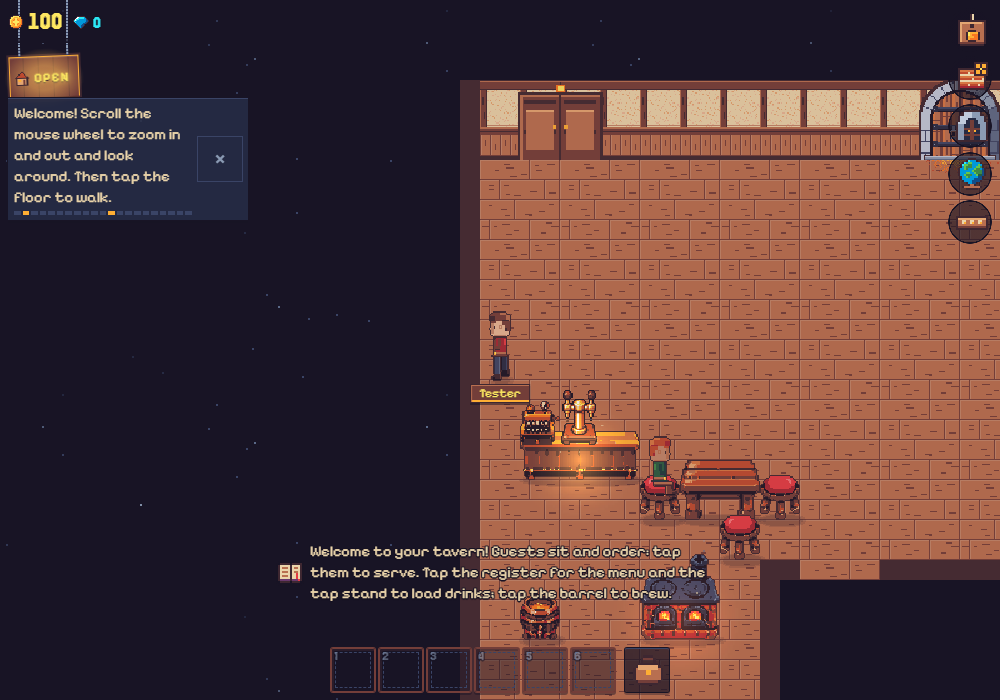 100
0
OPEN
Welcome! Scroll the
mouse wheel to zoom in
and out and look
around. Then tap the
floor to walk.
×
Tester
Welcome to your tavern! Guests sit and order: tap
them to serve. Tap the register for the menu and the
tap stand to load drinks; tap the barrel to brew.
1
2
3
4
5
6